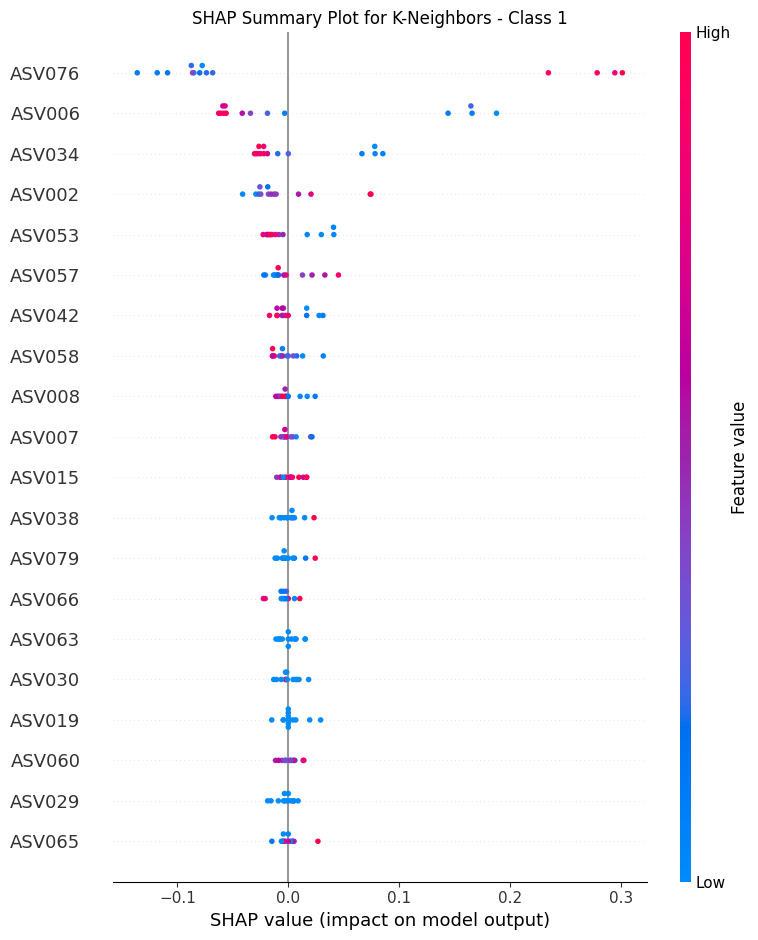 SHAP Summary Plot for K-Neighbors - Class 1
High
ASV076
ASV006
ASV034
ASV002
ASV053
ASV057
ASV042
ASV058
ASV008
ASV007
ASV015
ASV038
ASV079
ASV066
ASV063
ASV030
ASV019
ASV060
ASV029
ASV065
Feature value
Low
−0.1 0.0 0.1 0.2 0.3
SHAP value (impact on model output)